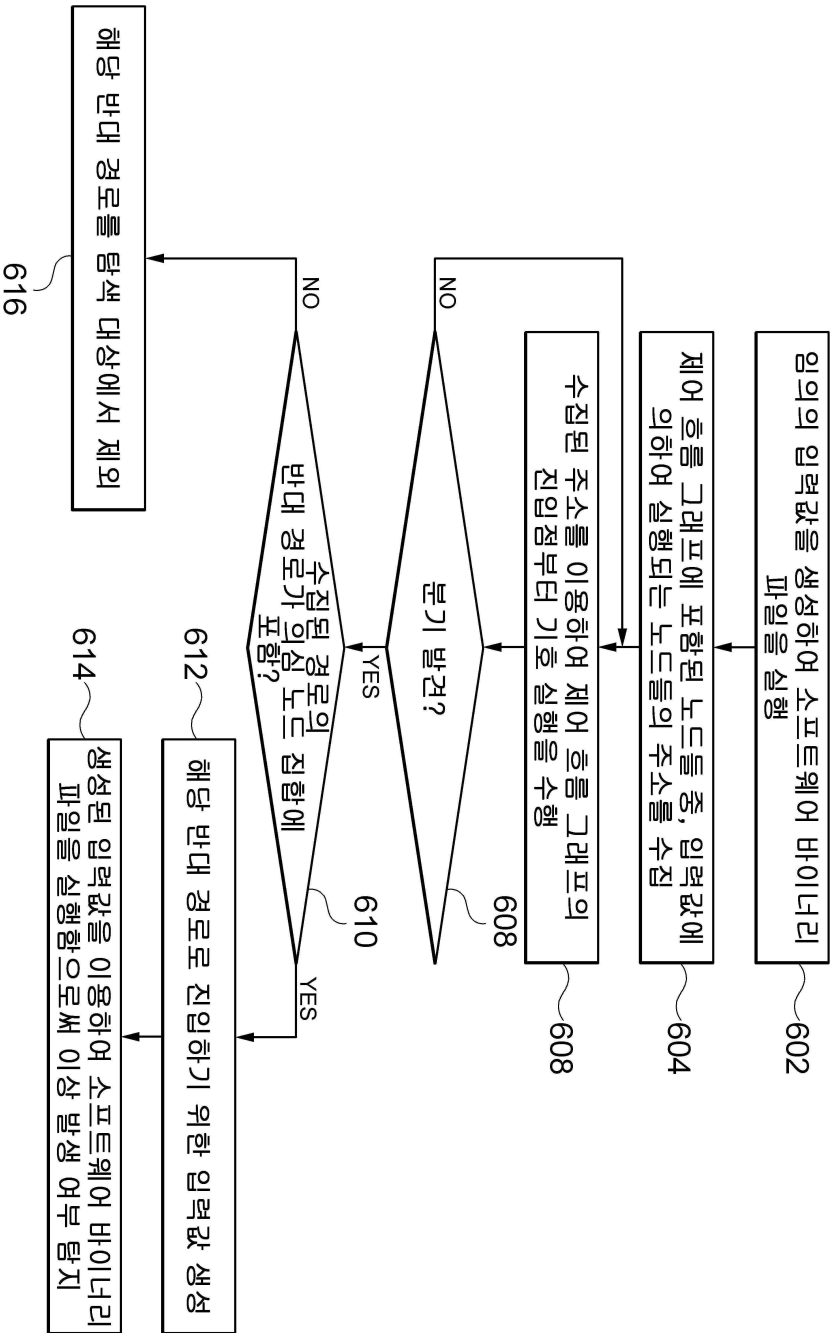 임의의 입력값을 생성하여 소프트웨어 바이너리
파일을 실행
602
제어 흐름 그래프에 포함된 노드들 중, 입력값에
의하여 실행되는 노드들의 주소를 수집
604
수집된 주소를 이용하여 제어 흐름 그래프의
진입점부터 기호 실행을 수행
608
분기 발견?
608
NO
YES
수집된 경로의
반대 경로가 의심 노드 집합에
포함?
610
NO
YES
해당 반대 경로로 진입하기 위한 입력값 생성
612
생성된 입력값을 이용하여 소프트웨어 바이너리
파일을 실행함으로써 이상 발생 여부 탐지
614
해당 반대 경로를 탐색 대상에서 제외
616